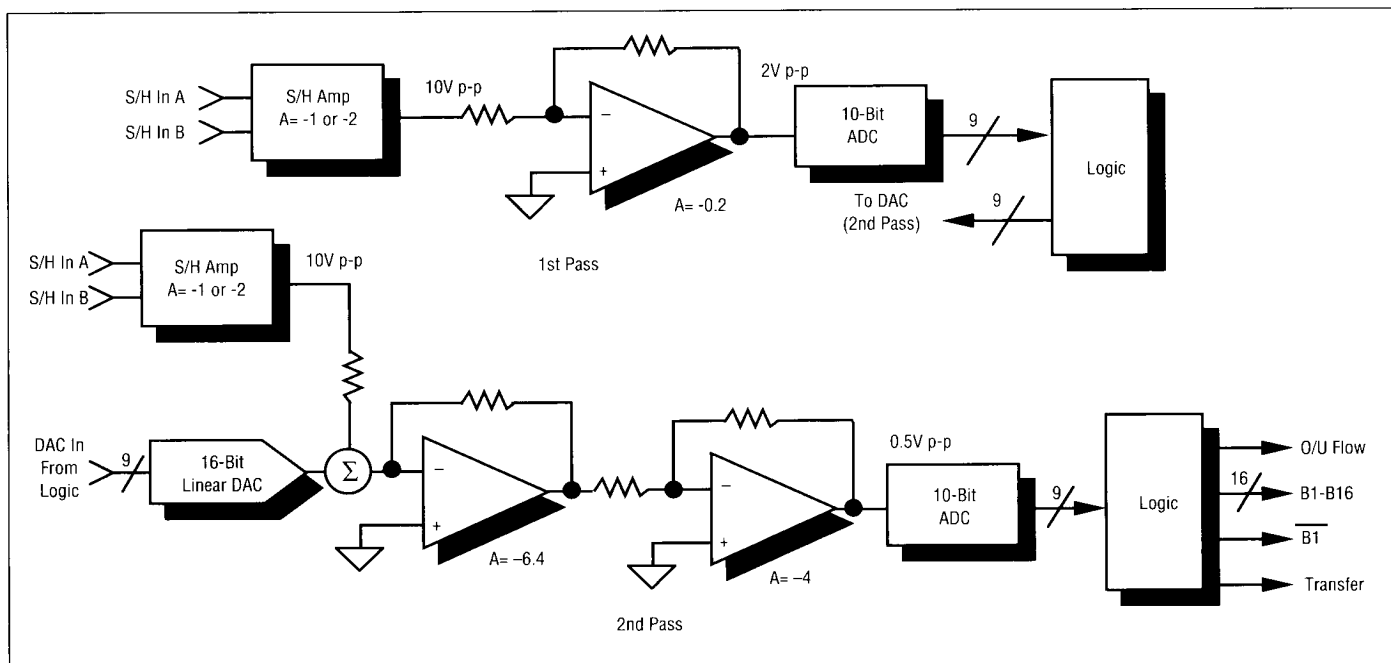 S/H In A
S/H In B
S/H Amp
A= -1 or -2
10V p-p
−
+
A= -0.2
2V p-p
10-Bit
ADC
9
Logic
To DAC
(2nd Pass)
9
1st Pass
S/H In A
S/H In B
S/H Amp
A= -1 or -2
10V p-p
DAC In
From
Logic
9
16-Bit
Linear DAC
Σ
−
+
A= −6.4
−
+
A= −4
0.5V p-p
10-Bit
ADC
9
Logic
O/U Flow
16
B1-B16
B̅1̅
Transfer
2nd Pass